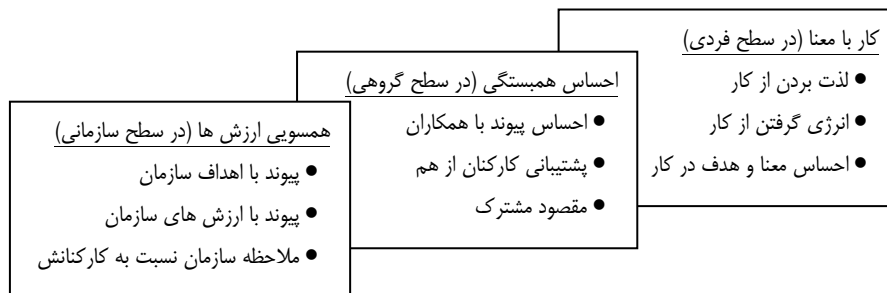 کار با معنا (در سطح فردی)
● لذت بردن از کار
● انرژی گرفتن از کار
● احساس معنا و هدف در کار
احساس همبستگی (در سطح گروهی)
● احساس پیوند با همکاران
● پشتیبانی کارکنان از هم
● مقصود مشترک
همسویی ارزش ها (در سطح سازمانی)
● پیوند با اهداف سازمان
● پیوند با ارزش های سازمان
● ملاحظه سازمان نسبت به کارکنانش